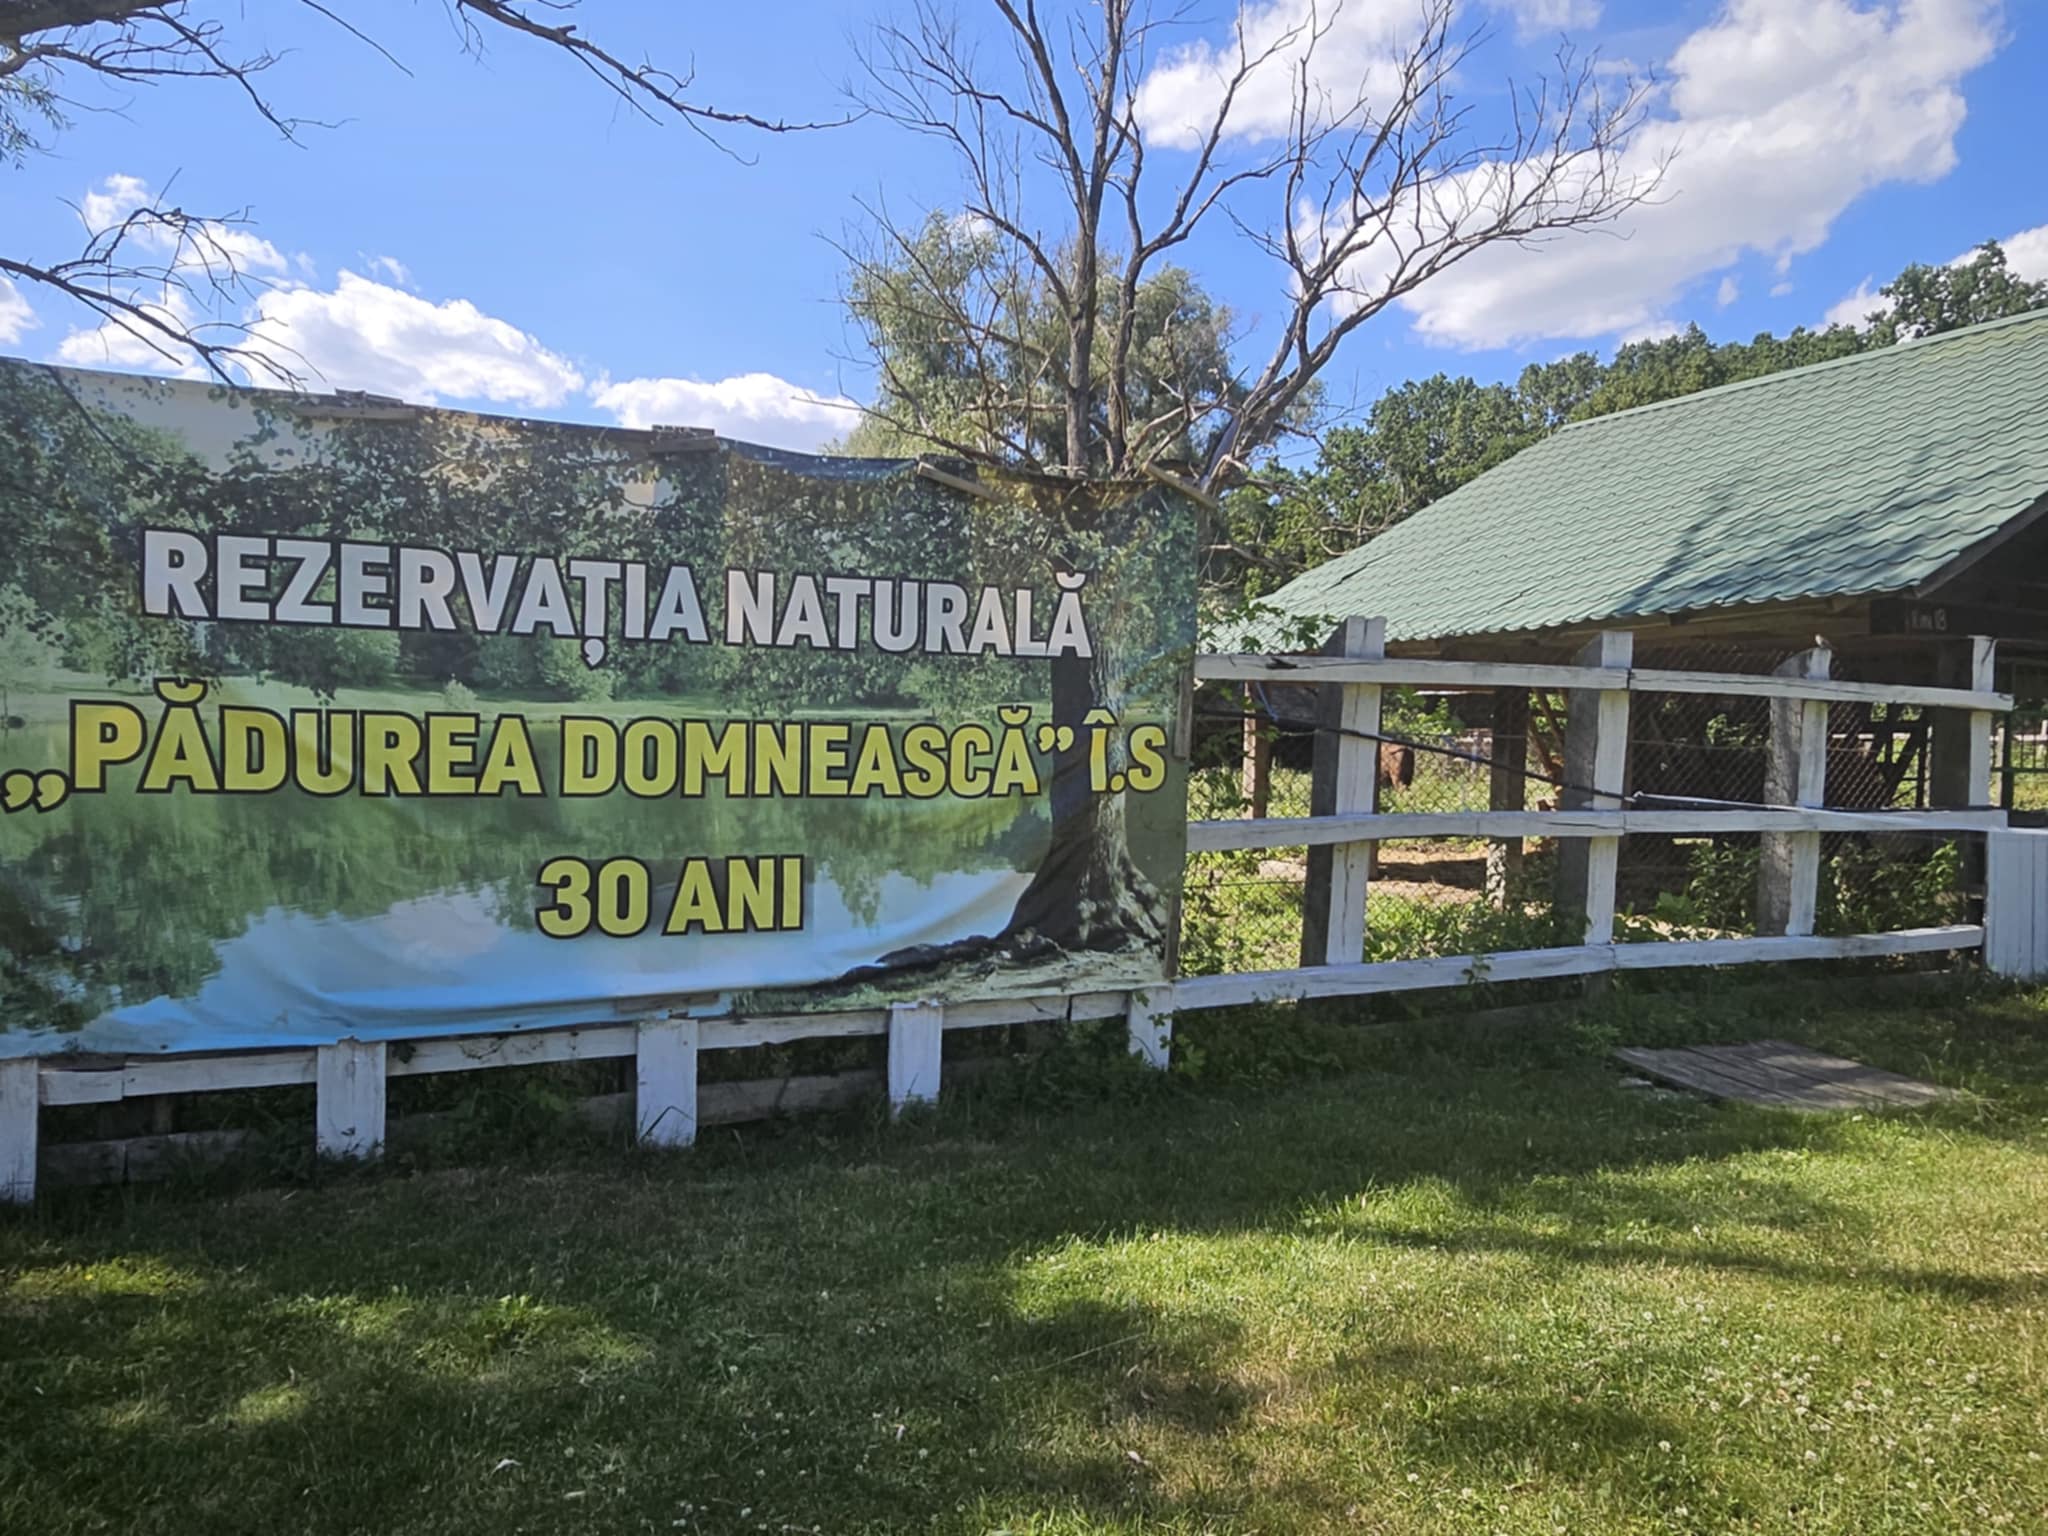 REZERVAȚIA NATURALĂ
„PĂDUREA DOMNEASCĂ” Î.S
30 ANI